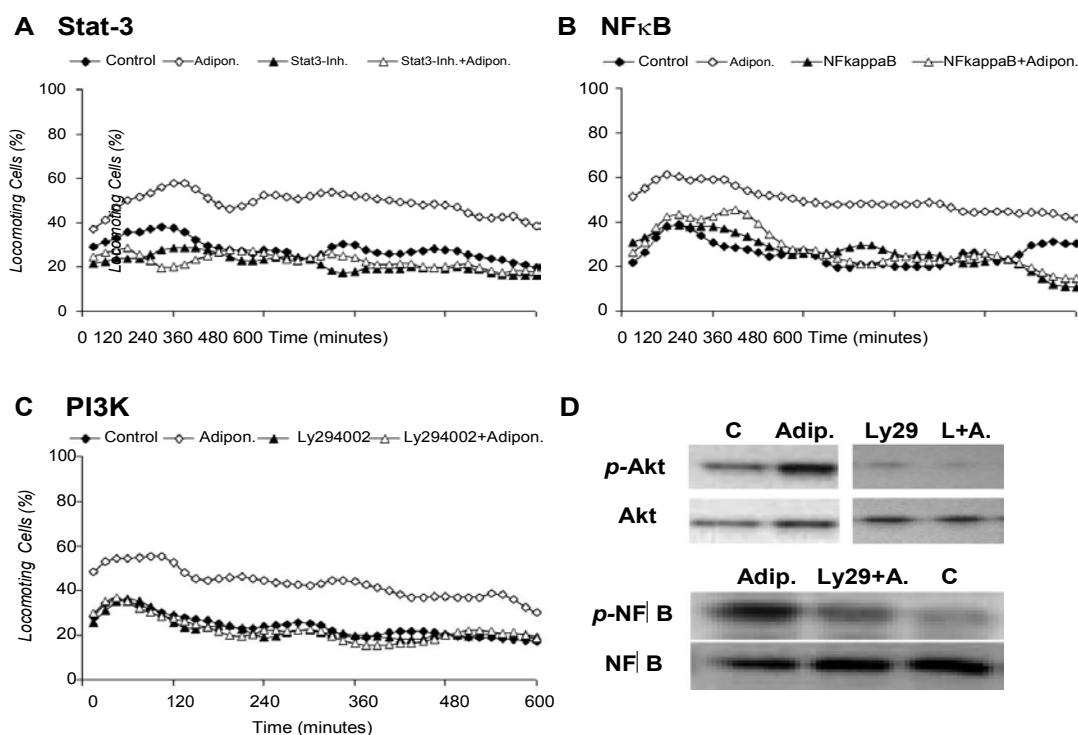 A Stat-3
Control Adipon. Stat3-Inh. Stat3-Inh.+Adipon.
100
80
60
40
20
0
Locomoting Cells (%)
Locomoting Cells (%)
0 120 240 360 480 600 Time (minutes)
B NFκB
Control Adipon. NFkappaB NFkappaB+Adipon.
100
80
60
40
20
0
0 120 240 360 480 600 Time (minutes)
C PI3K
Control Adipon. Ly294002 Ly294002+Adipon.
100
80
60
40
20
0
Locomoting Cells (%)
0 120 240 360 480 600
Time (minutes)
D
C Adip. Ly29 L+A.
p-Akt
Akt
Adip. Ly29+A. C
p-NF| B
NF| B